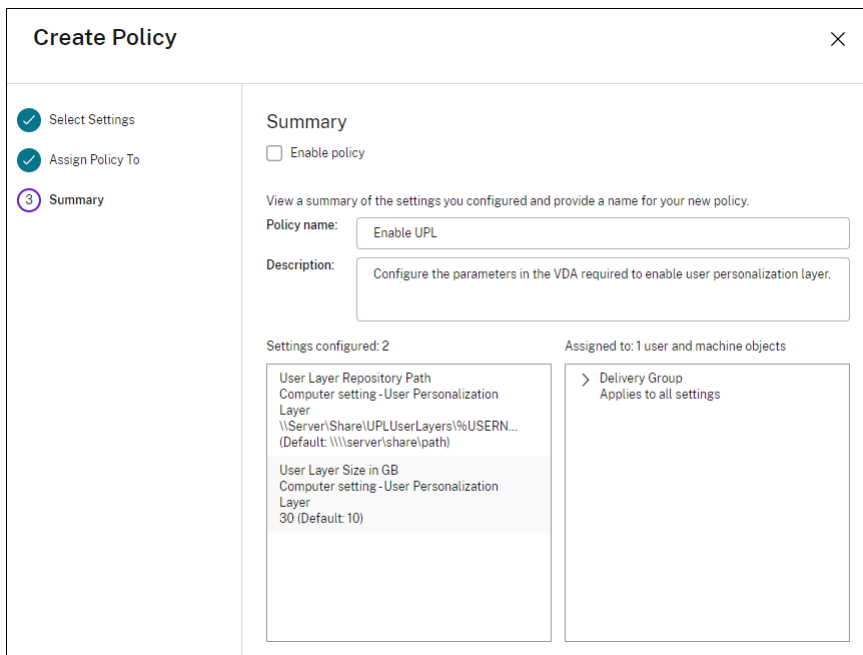 Create Policy
Select Settings
Assign Policy To
3 Summary
Summary
Enable policy
View a summary of the settings you configured and provide a name for your new policy.
Policy name:
Enable UPL
Description:
Configure the parameters in the VDA required to enable user personalization layer.
Settings configured: 2
User Layer Repository Path
Computer setting - User Personalization
Layer
\\Server\Share\UPLUserLayers\%USERN...
(Default: \\\\server\share\path)
User Layer Size in GB
Computer setting - User Personalization
Layer
30 (Default: 10)
Assigned to: 1 user and machine objects
Delivery Group
Applies to all settings